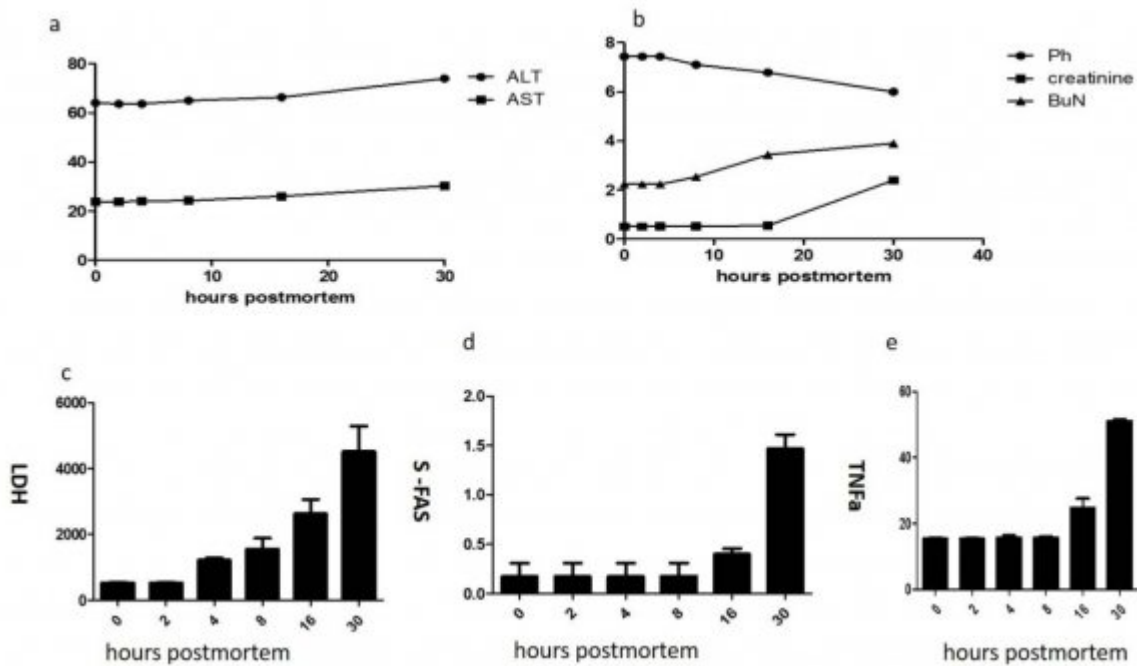 a
80
60
40
20
0
0 10 20 30
hours postmortem
ALT
AST
b
8
6
4
2
0
0 10 20 30 40
hours postmortem
Ph
creatinine
BuN
c
LDH
6000
4000
2000
0
0 2 4 8 16 30
hours postmortem
d
S -FAS
2.0
1.5
1.0
0.5
0.0
0 2 4 8 16 30
hours postmortem
e
TNFa
60
40
20
0
0 2 4 8 16 30
hours postmortem